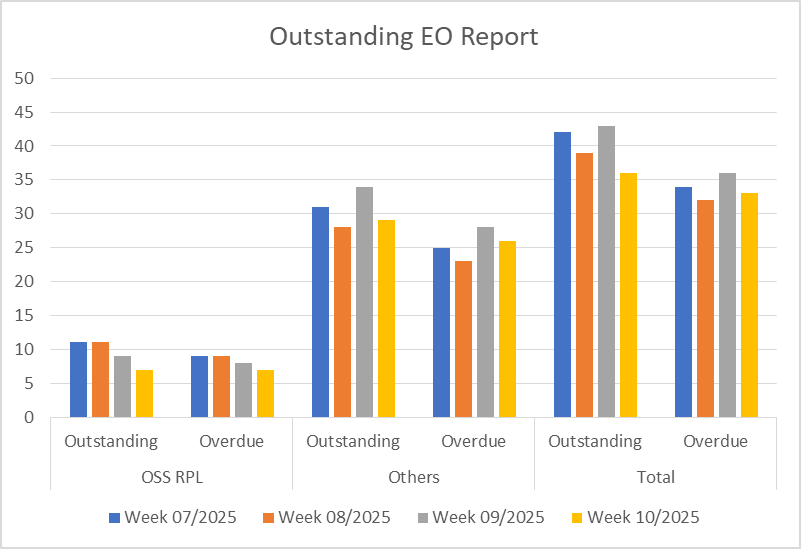 Outstanding EO Report
50
45
40
35
30
25
20
15
10
5
0
Outstanding Overdue Outstanding Overdue Outstanding Overdue
OSS RPL Others Total
Week 07/2025 Week 08/2025 Week 09/2025 Week 10/2025